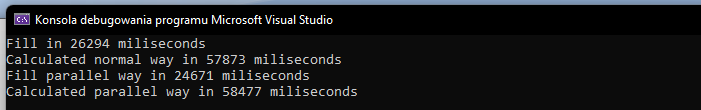 Konsola debugowania programu Microsoft Visual Studio
Fill in 26294 miliseconds
Calculated normal way in 57873 miliseconds
Fill parallel way in 24671 miliseconds
Calculated parallel way in 58477 miliseconds